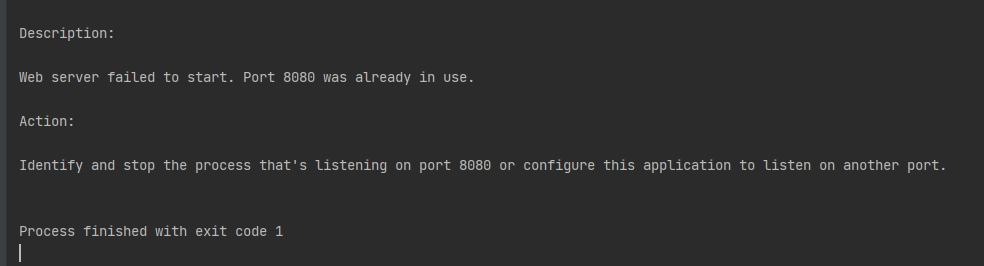 Description:
Web server failed to start. Port 8080 was already in use.
Action:
Identify and stop the process that's listening on port 8080 or configure this application to listen on another port.
Process finished with exit code 1